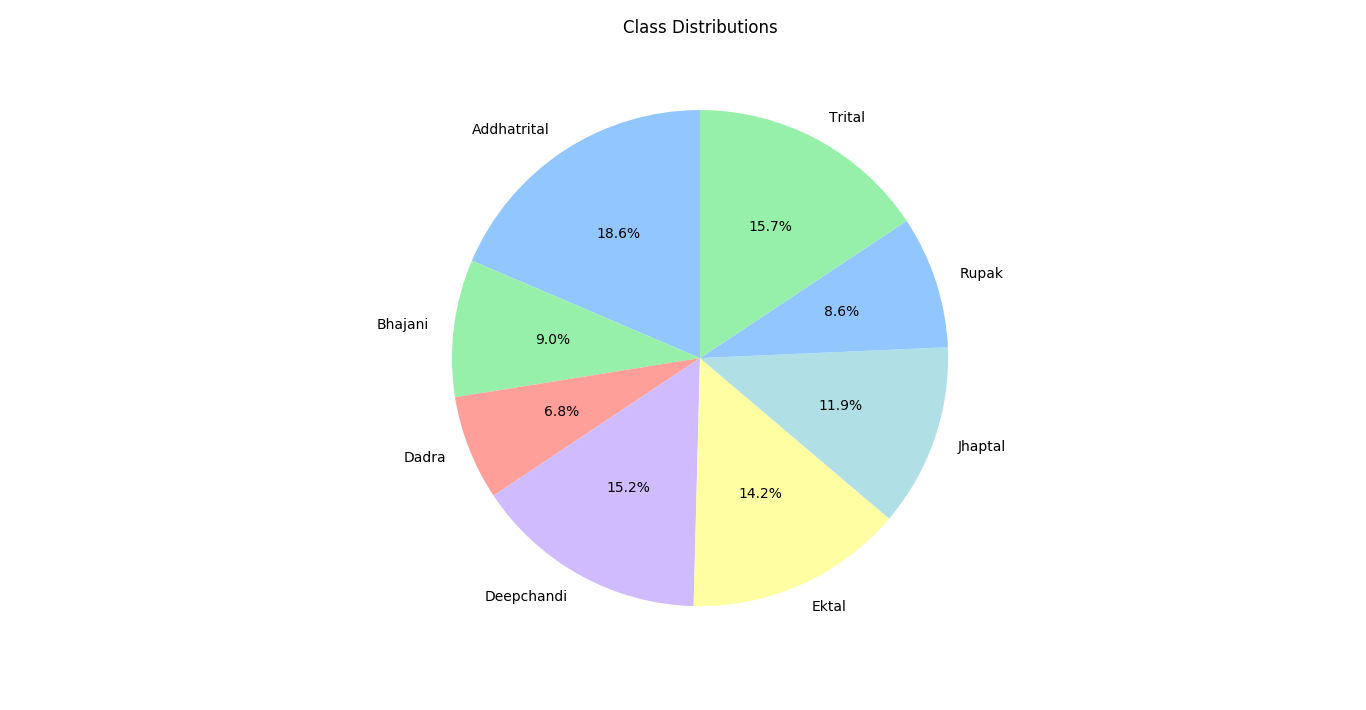 Class Distributions
Trital
Addhatrital
15.7%
18.6%
Rupak
8.6%
Bhajani
9.0%
11.9%
6.8%
Jhaptal
Dadra
15.2%
14.2%
Deepchandi
Ektal